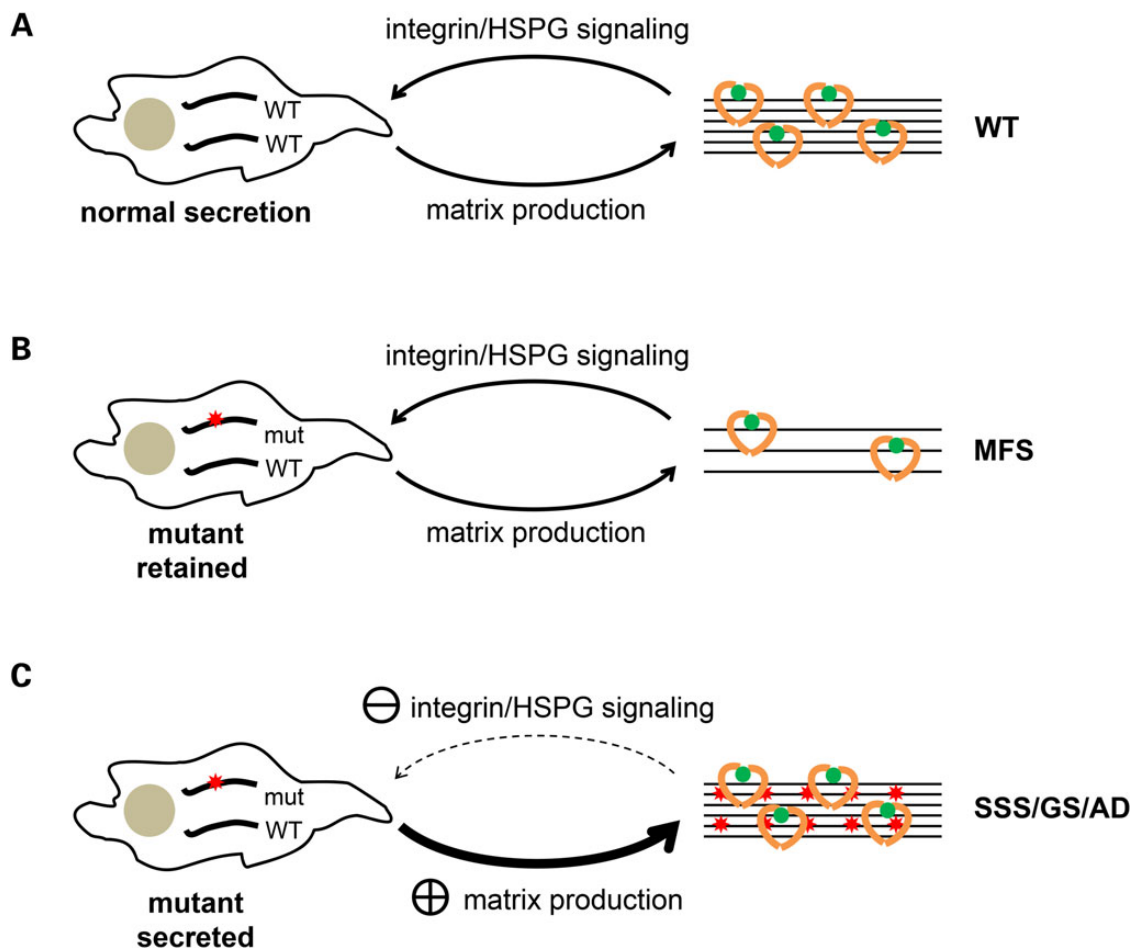 A
integrin/HSPG signaling
WT
WT
WT
normal secretion
matrix production
B
integrin/HSPG signaling
mut
WT
MFS
mutant
retained
matrix production
C
integrin/HSPG signaling
mut
WT
SSS/GS/AD
mutant
secreted
matrix production